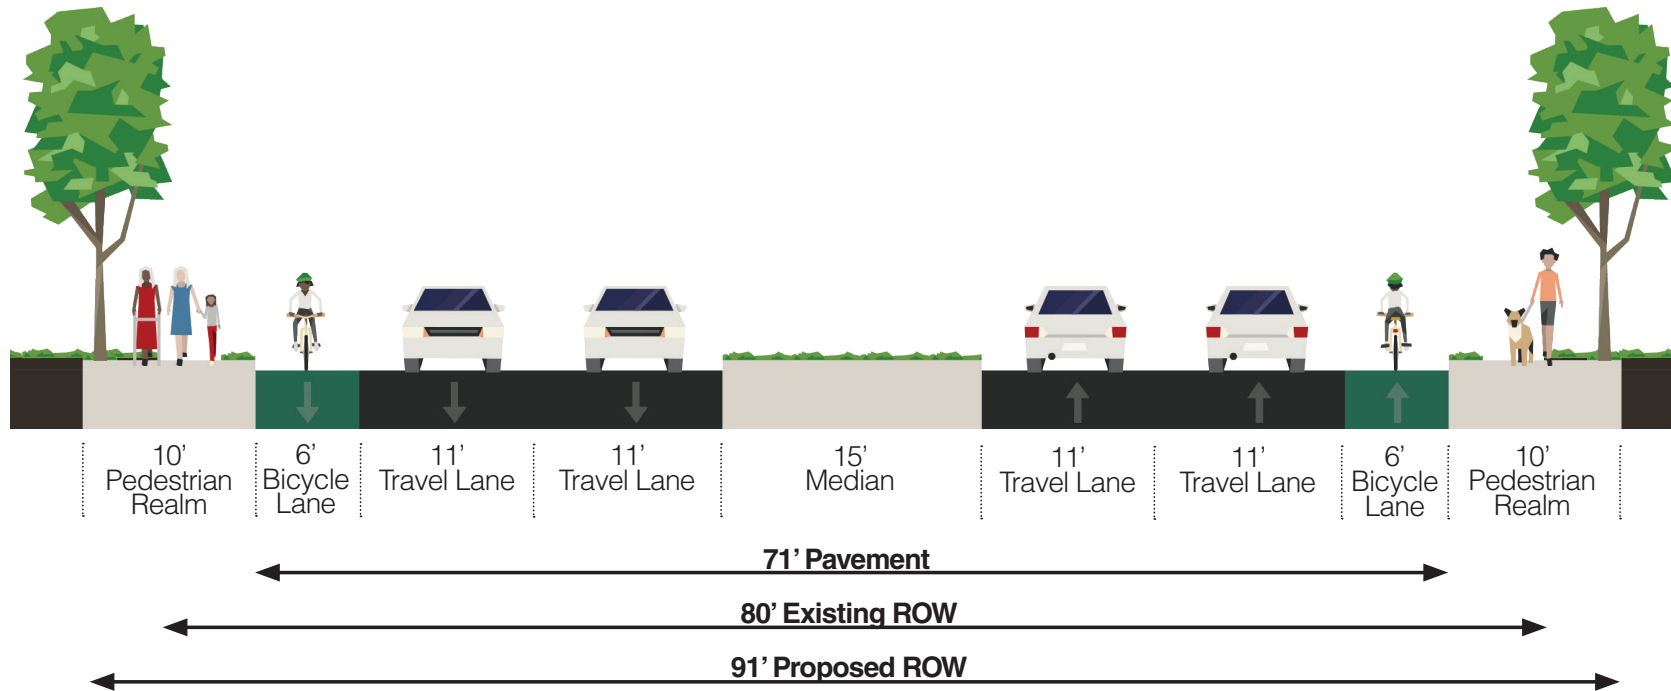 10’
Pedestrian
Realm
6’
Bicycle
Lane
11’
Travel Lane
11’
Travel Lane
15’
Median
11’
Travel Lane
11’
Travel Lane
6’
Bicycle
Lane
10’
Pedestrian
Realm
71’ Pavement
80’ Existing ROW
91’ Proposed ROW